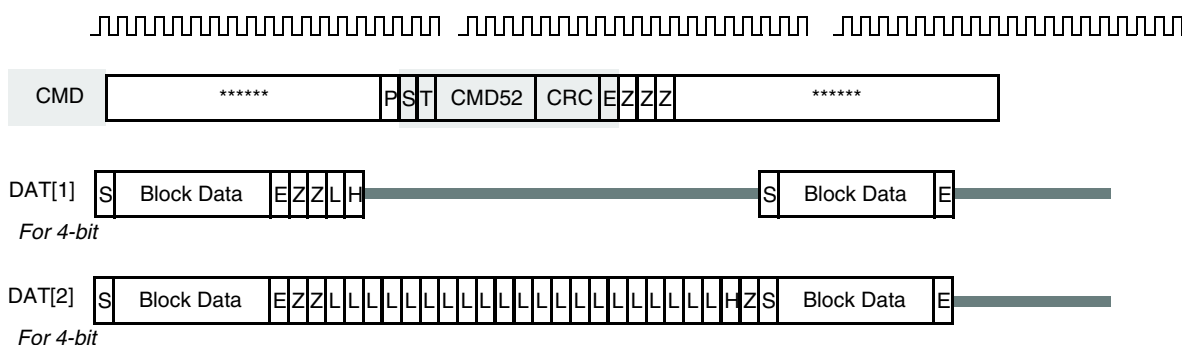 CMD ****** P S T CMD52 CRC E Z Z Z ******
DAT[1] S Block Data E Z Z L H S Block Data E
For 4-bit
DAT[2] S Block Data E Z Z L L L L L L L L L L L L L L L L L L L L L L H Z S Block Data E
For 4-bit